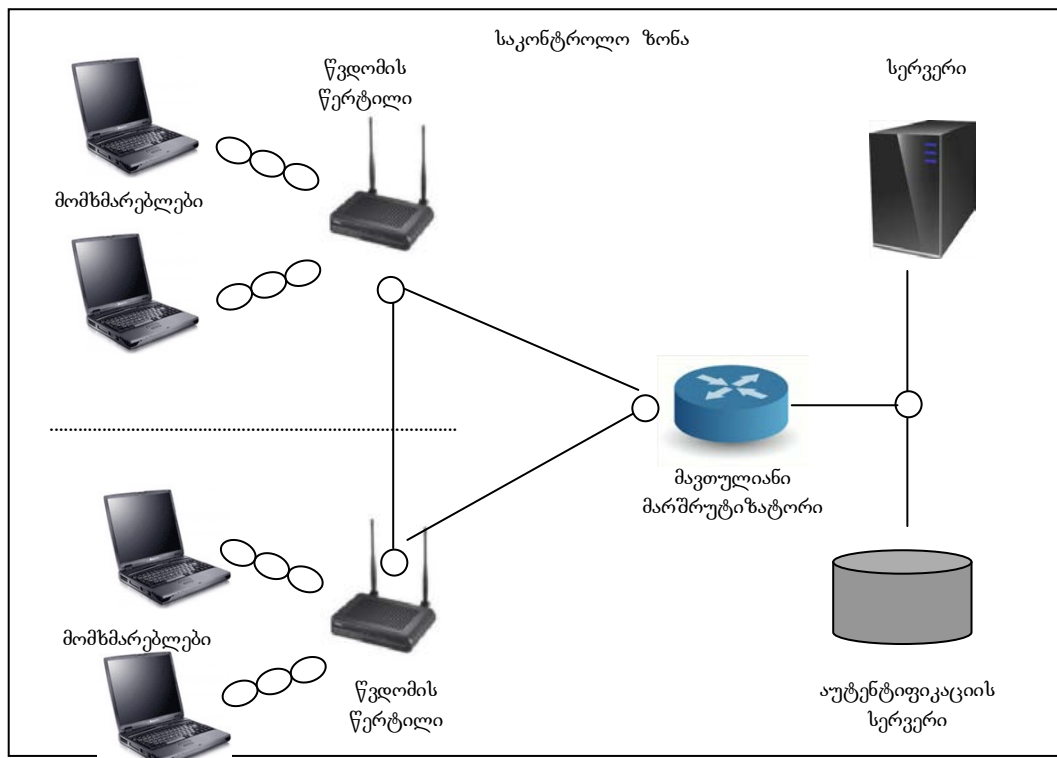 საკონტროლო ზონა
წვდომის
წერტილი
სერვერი
მომხმარებლები
მავთულიანი
მარშრუტიზატორი
მომხმარებლები
წვდომის
წერტილი
აუტენტიფიკაციის
სერვერი